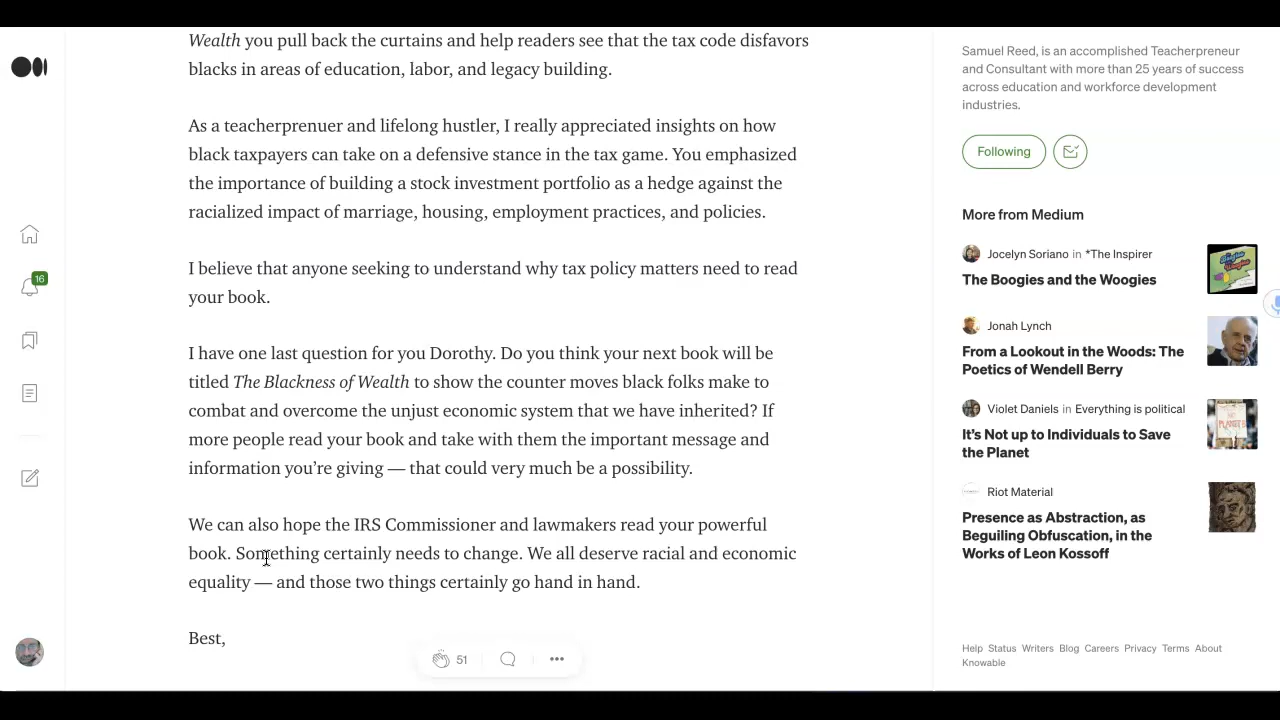 Wealth you pull back the curtains and help readers see that the tax code disfavors
blacks in areas of education, labor, and legacy building.
As a teacherprenuer and lifelong hustler, I really appreciated insights on how
black taxpayers can take on a defensive stance in the tax game. You emphasized
the importance of building a stock investment portfolio as a hedge against the
racialized impact of marriage, housing, employment practices, and policies.
I believe that anyone seeking to understand why tax policy matters need to read
your book.
I have one last question for you Dorothy. Do you think your next book will be
titled The Blackness of Wealth to show the counter moves black folks make to
combat and overcome the unjust economic system that we have inherited? If
more people read your book and take with them the important message and
information you’re giving — that could very much be a possibility.
We can also hope the IRS Commissioner and lawmakers read your powerful
book. Something certainly needs to change. We all deserve racial and economic
equality — and those two things certainly go hand in hand.
Best,
51
16
Samuel Reed, is an accomplished Teacherpreneur
and Consultant with more than 25 years of success
across education and workforce development
industries.
Following
More from Medium
Jocelyn Soriano in *The Inspirer
The Boogies and the Woogies
Jonah Lynch
From a Lookout in the Woods: The
Poetics of Wendell Berry
Violet Daniels in Everything is political
It’s Not up to Individuals to Save
the Planet
Riot Material
Presence as Abstraction, as
Beguiling Obfuscation, in the
Works of Leon Kossoff
Help Status Writers Blog Careers Privacy Terms About
Knowable